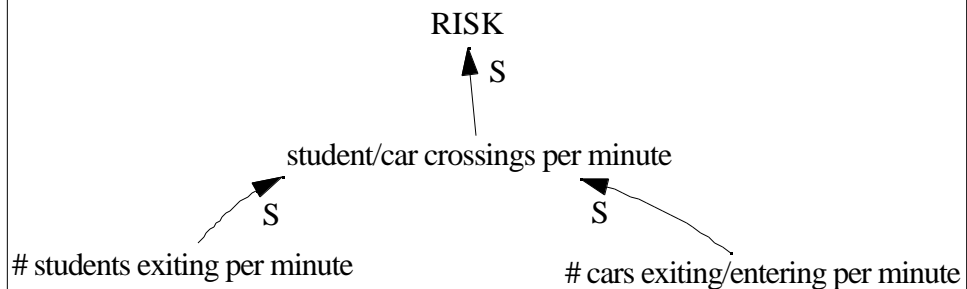 RISK
S
student/car crossings per minute
S
S
# students exiting per minute
# cars exiting/entering per minute